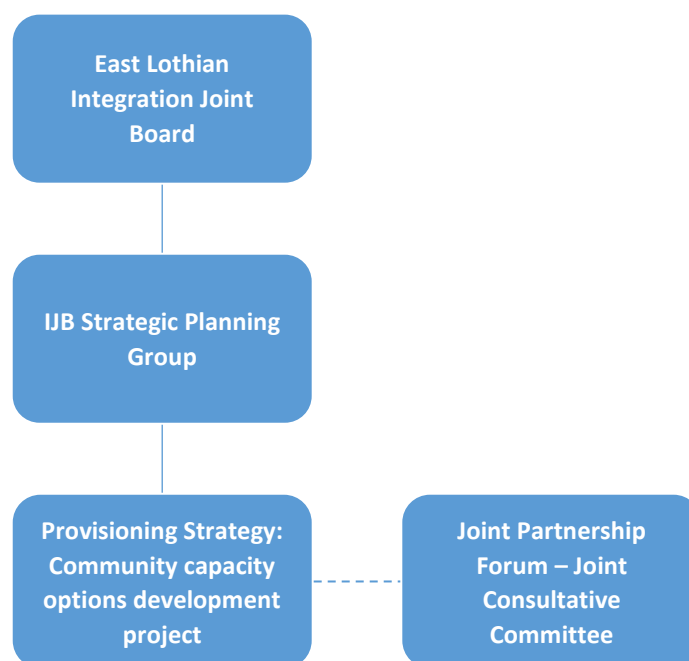 East Lothian
Integration Joint
Board
IJB Strategic Planning
Group
Provisioning Strategy:
Community capacity
options development
project
Joint Partnership
Forum – Joint
Consultative
Committee